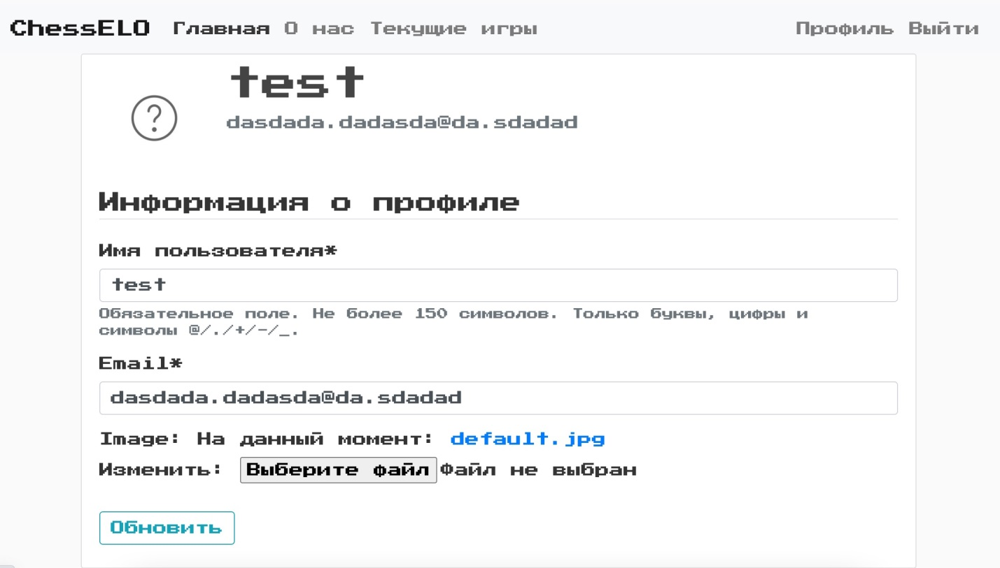 ChessELO Главная О нас Текущие игры Профиль Выйти
test
dasdada.dadasda@da.sdadad
Информация о профиле
Имя пользователя*
test
Обязательное поле. Не более 150 символов. Только буквы, цифры и
символы @/./+/-/_.
Email*
dasdada.dadasda@da.sdadad
Image: На данный момент: default.jpg
Изменить: Выберите файл Файл не выбран
Обновить